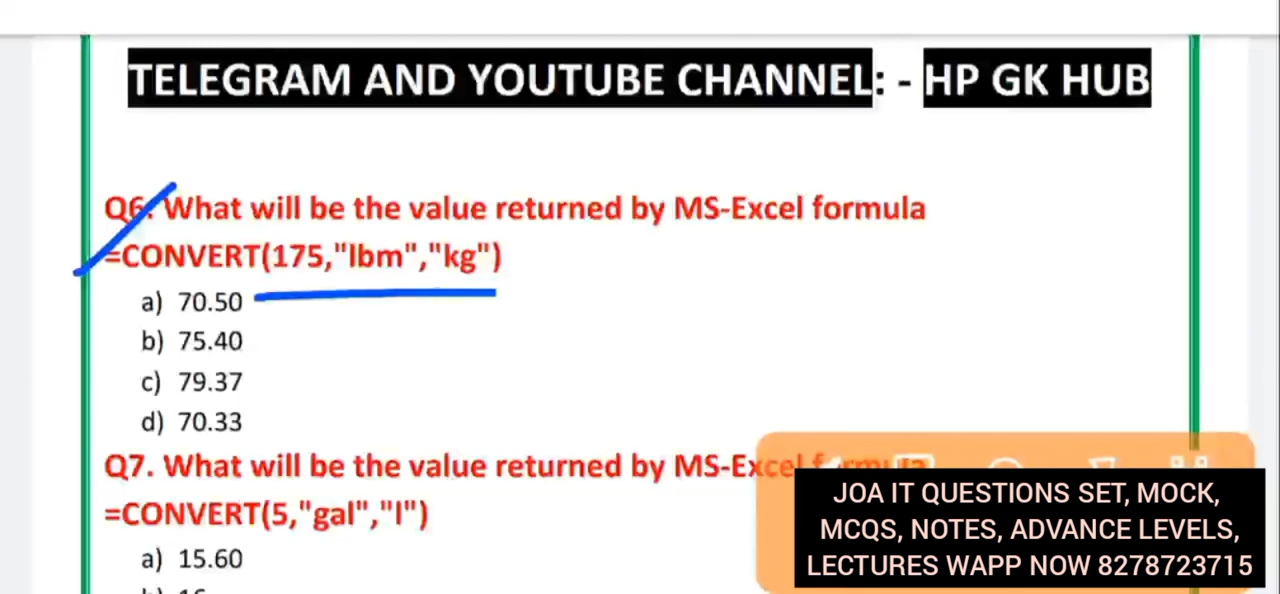 TELEGRAM AND YOUTUBE CHANNEL: - HP GK HUB
Q6. What will be the value returned by MS-Excel formula
=CONVERT(175,"lbm","kg")
a) 70.50
b) 75.40
c) 79.37
d) 70.33
Q7. What will be the value returned by MS-Excel formula
=CONVERT(5,"gal","l")
a) 15.60
JOA IT QUESTIONS SET, MOCK,
MCQS, NOTES, ADVANCE LEVELS,
LECTURES WAPP NOW 8278723715